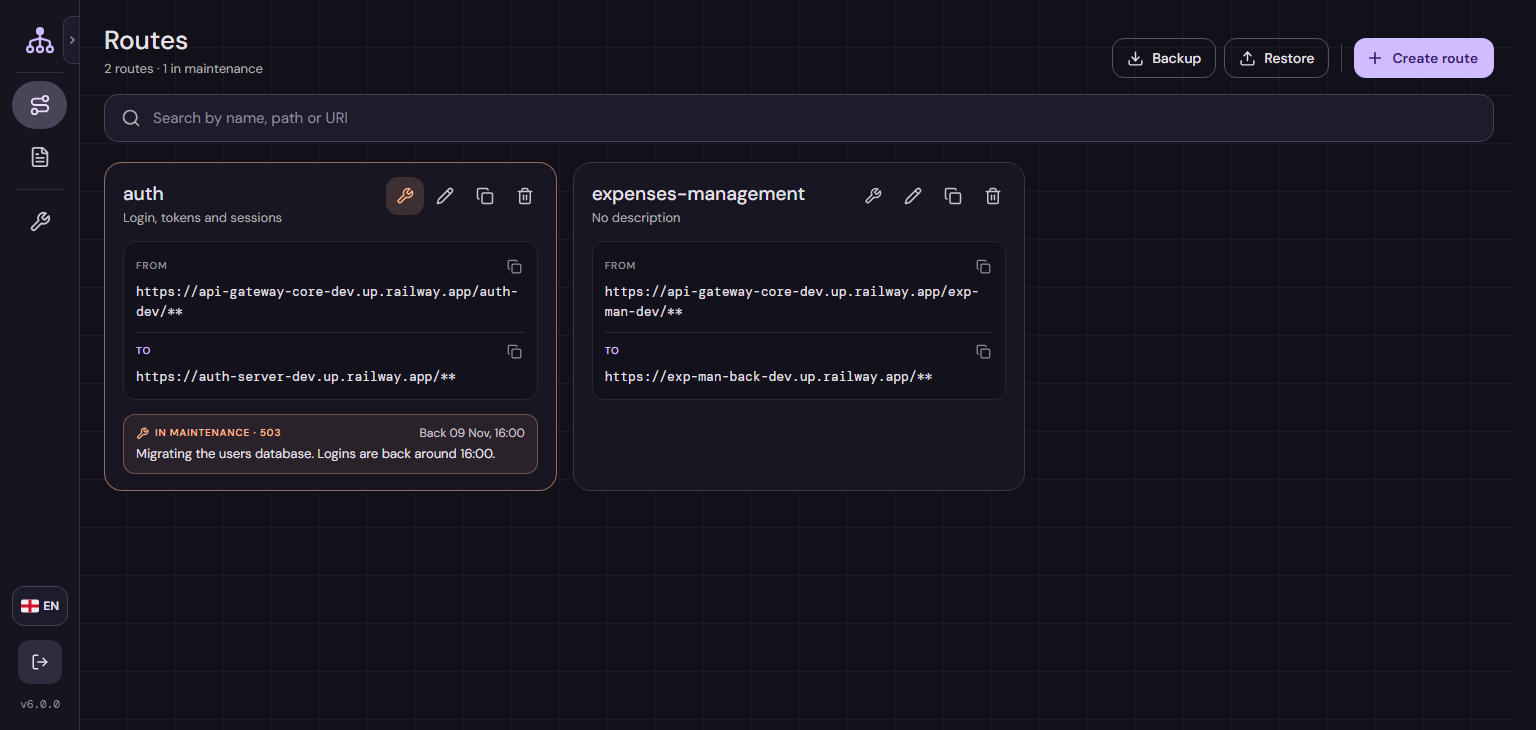 Routes
2 routes · 1 in maintenance
Backup
Restore
Create route
Search by name, path or URI
auth
Login, tokens and sessions
FROM
https://api-gateway-core-dev.up.railway.app/auth-
dev/**
TO
https://auth-server-dev.up.railway.app/**
IN MAINTENANCE · 503
Back 09 Nov, 16:00
Migrating the users database. Logins are back around 16:00.
expenses-management
No description
FROM
https://api-gateway-core-dev.up.railway.app/exp-
man-dev/**
TO
https://exp-man-back-dev.up.railway.app/**
EN
v6.0.0